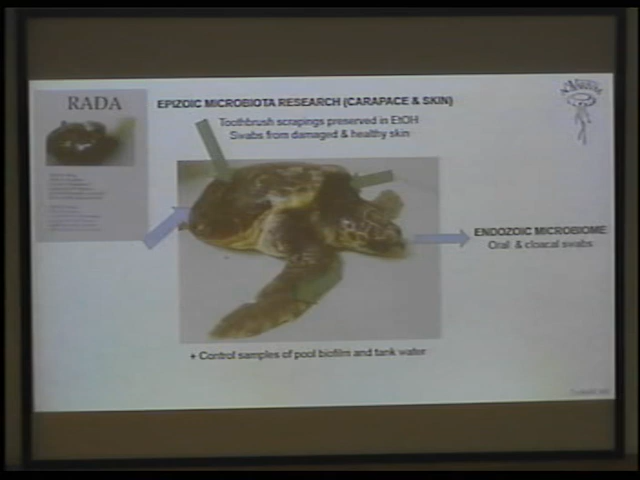 RADA
EPIZOIC MICROBIOTA RESEARCH (CARAPACE & SKIN)
Toothbrush scrapings preserved in EtOH
Swabs from damaged & healthy skin
ENDOZOIC MICROBIOME
Oral & cloacal swabs
+ Control samples of pool biofilm and tank water